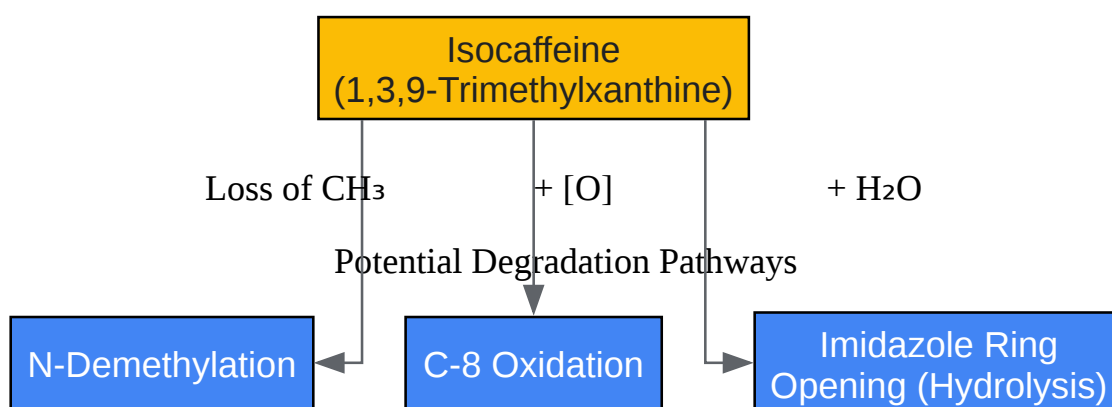 Isocaffeine
(1,3,9-Trimethylxanthine)
Loss of CH₃
+ [O]
+ H₂O
Potential Degradation Pathways
N-Demethylation
C-8 Oxidation
Imidazole Ring
Opening (Hydrolysis)